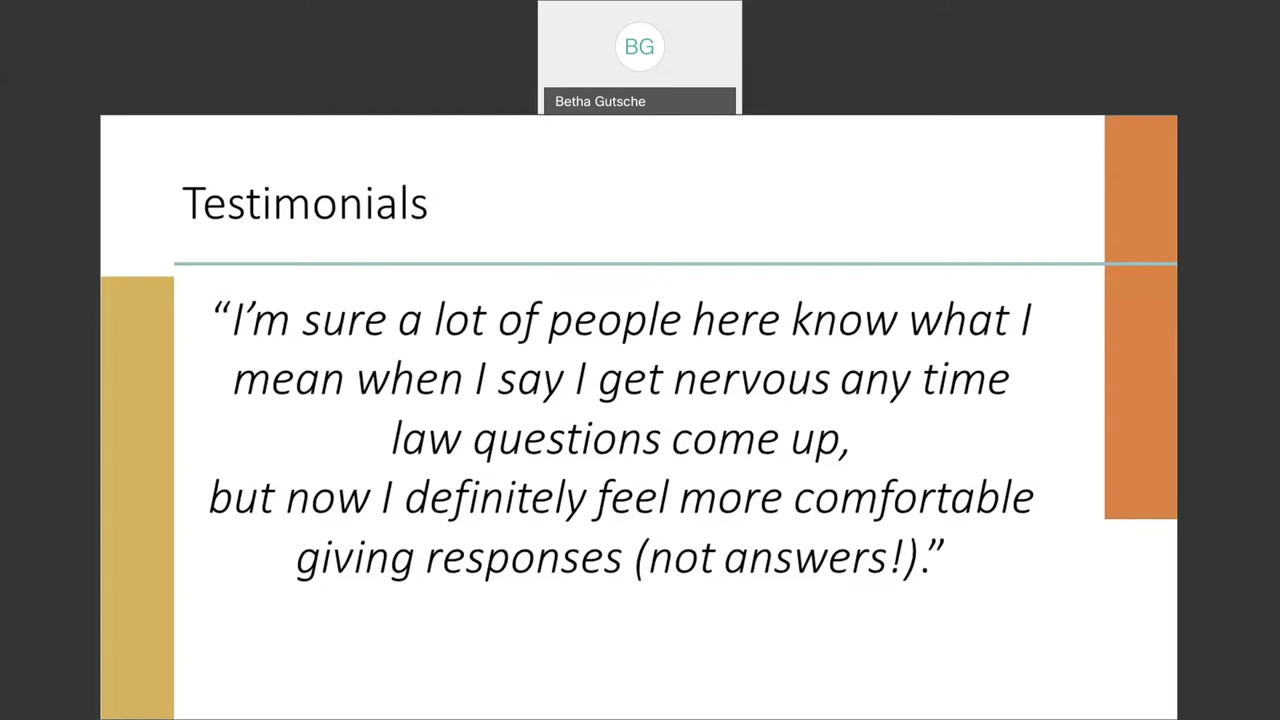 BG
Betha Gutsche
Testimonials
“I’m sure a lot of people here know what I
mean when I say I get nervous any time
law questions come up,
but now I definitely feel more comfortable
giving responses (not answers!).”